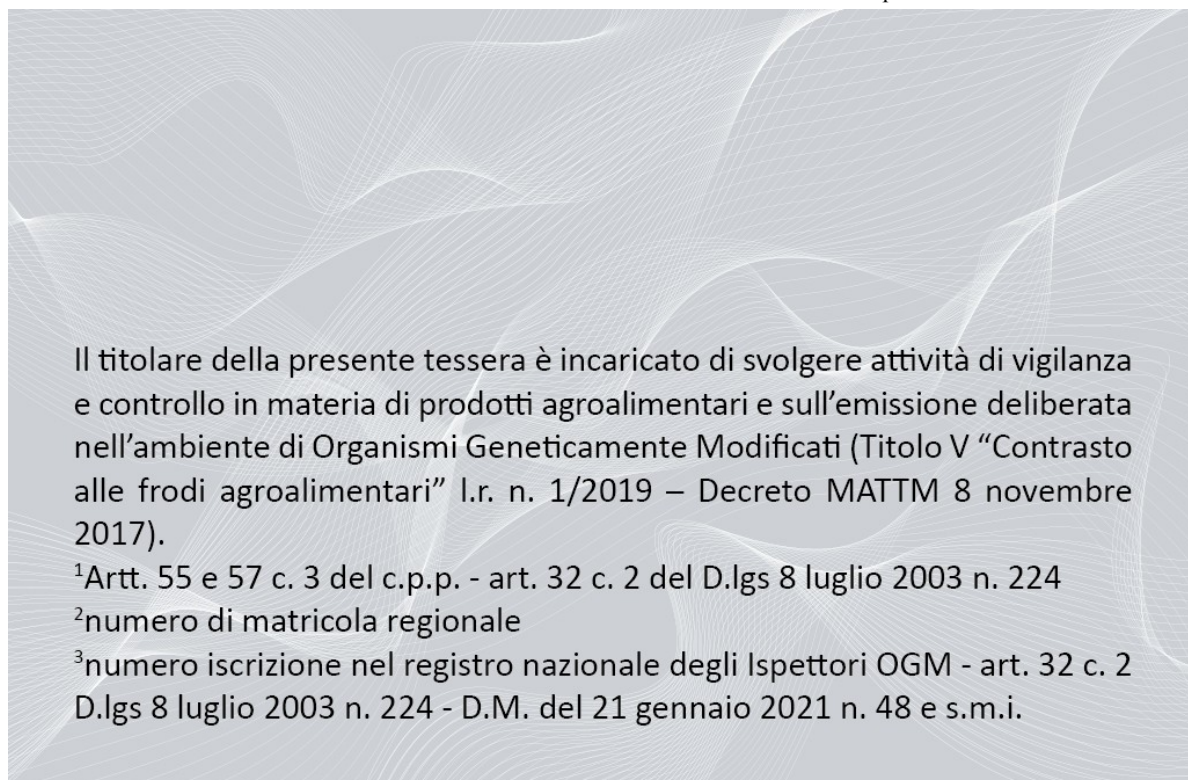 Il titolare della presente tessera è incaricato di svolgere attività di vigilanza
e controllo in materia di prodotti agroalimentari e sull’emissione deliberata
nell’ambiente di Organismi Geneticamente Modificati (Titolo V “Contrasto
alle frodi agroalimentari” l.r. n. 1/2019 – Decreto MATTM 8 novembre
2017).
¹Artt. 55 e 57 c. 3 del c.p.p. - art. 32 c. 2 del D.lgs 8 luglio 2003 n. 224
²numero di matricola regionale
³numero iscrizione nel registro nazionale degli Ispettori OGM - art. 32 c. 2
D.lgs 8 luglio 2003 n. 224 - D.M. del 21 gennaio 2021 n. 48 e s.m.i.